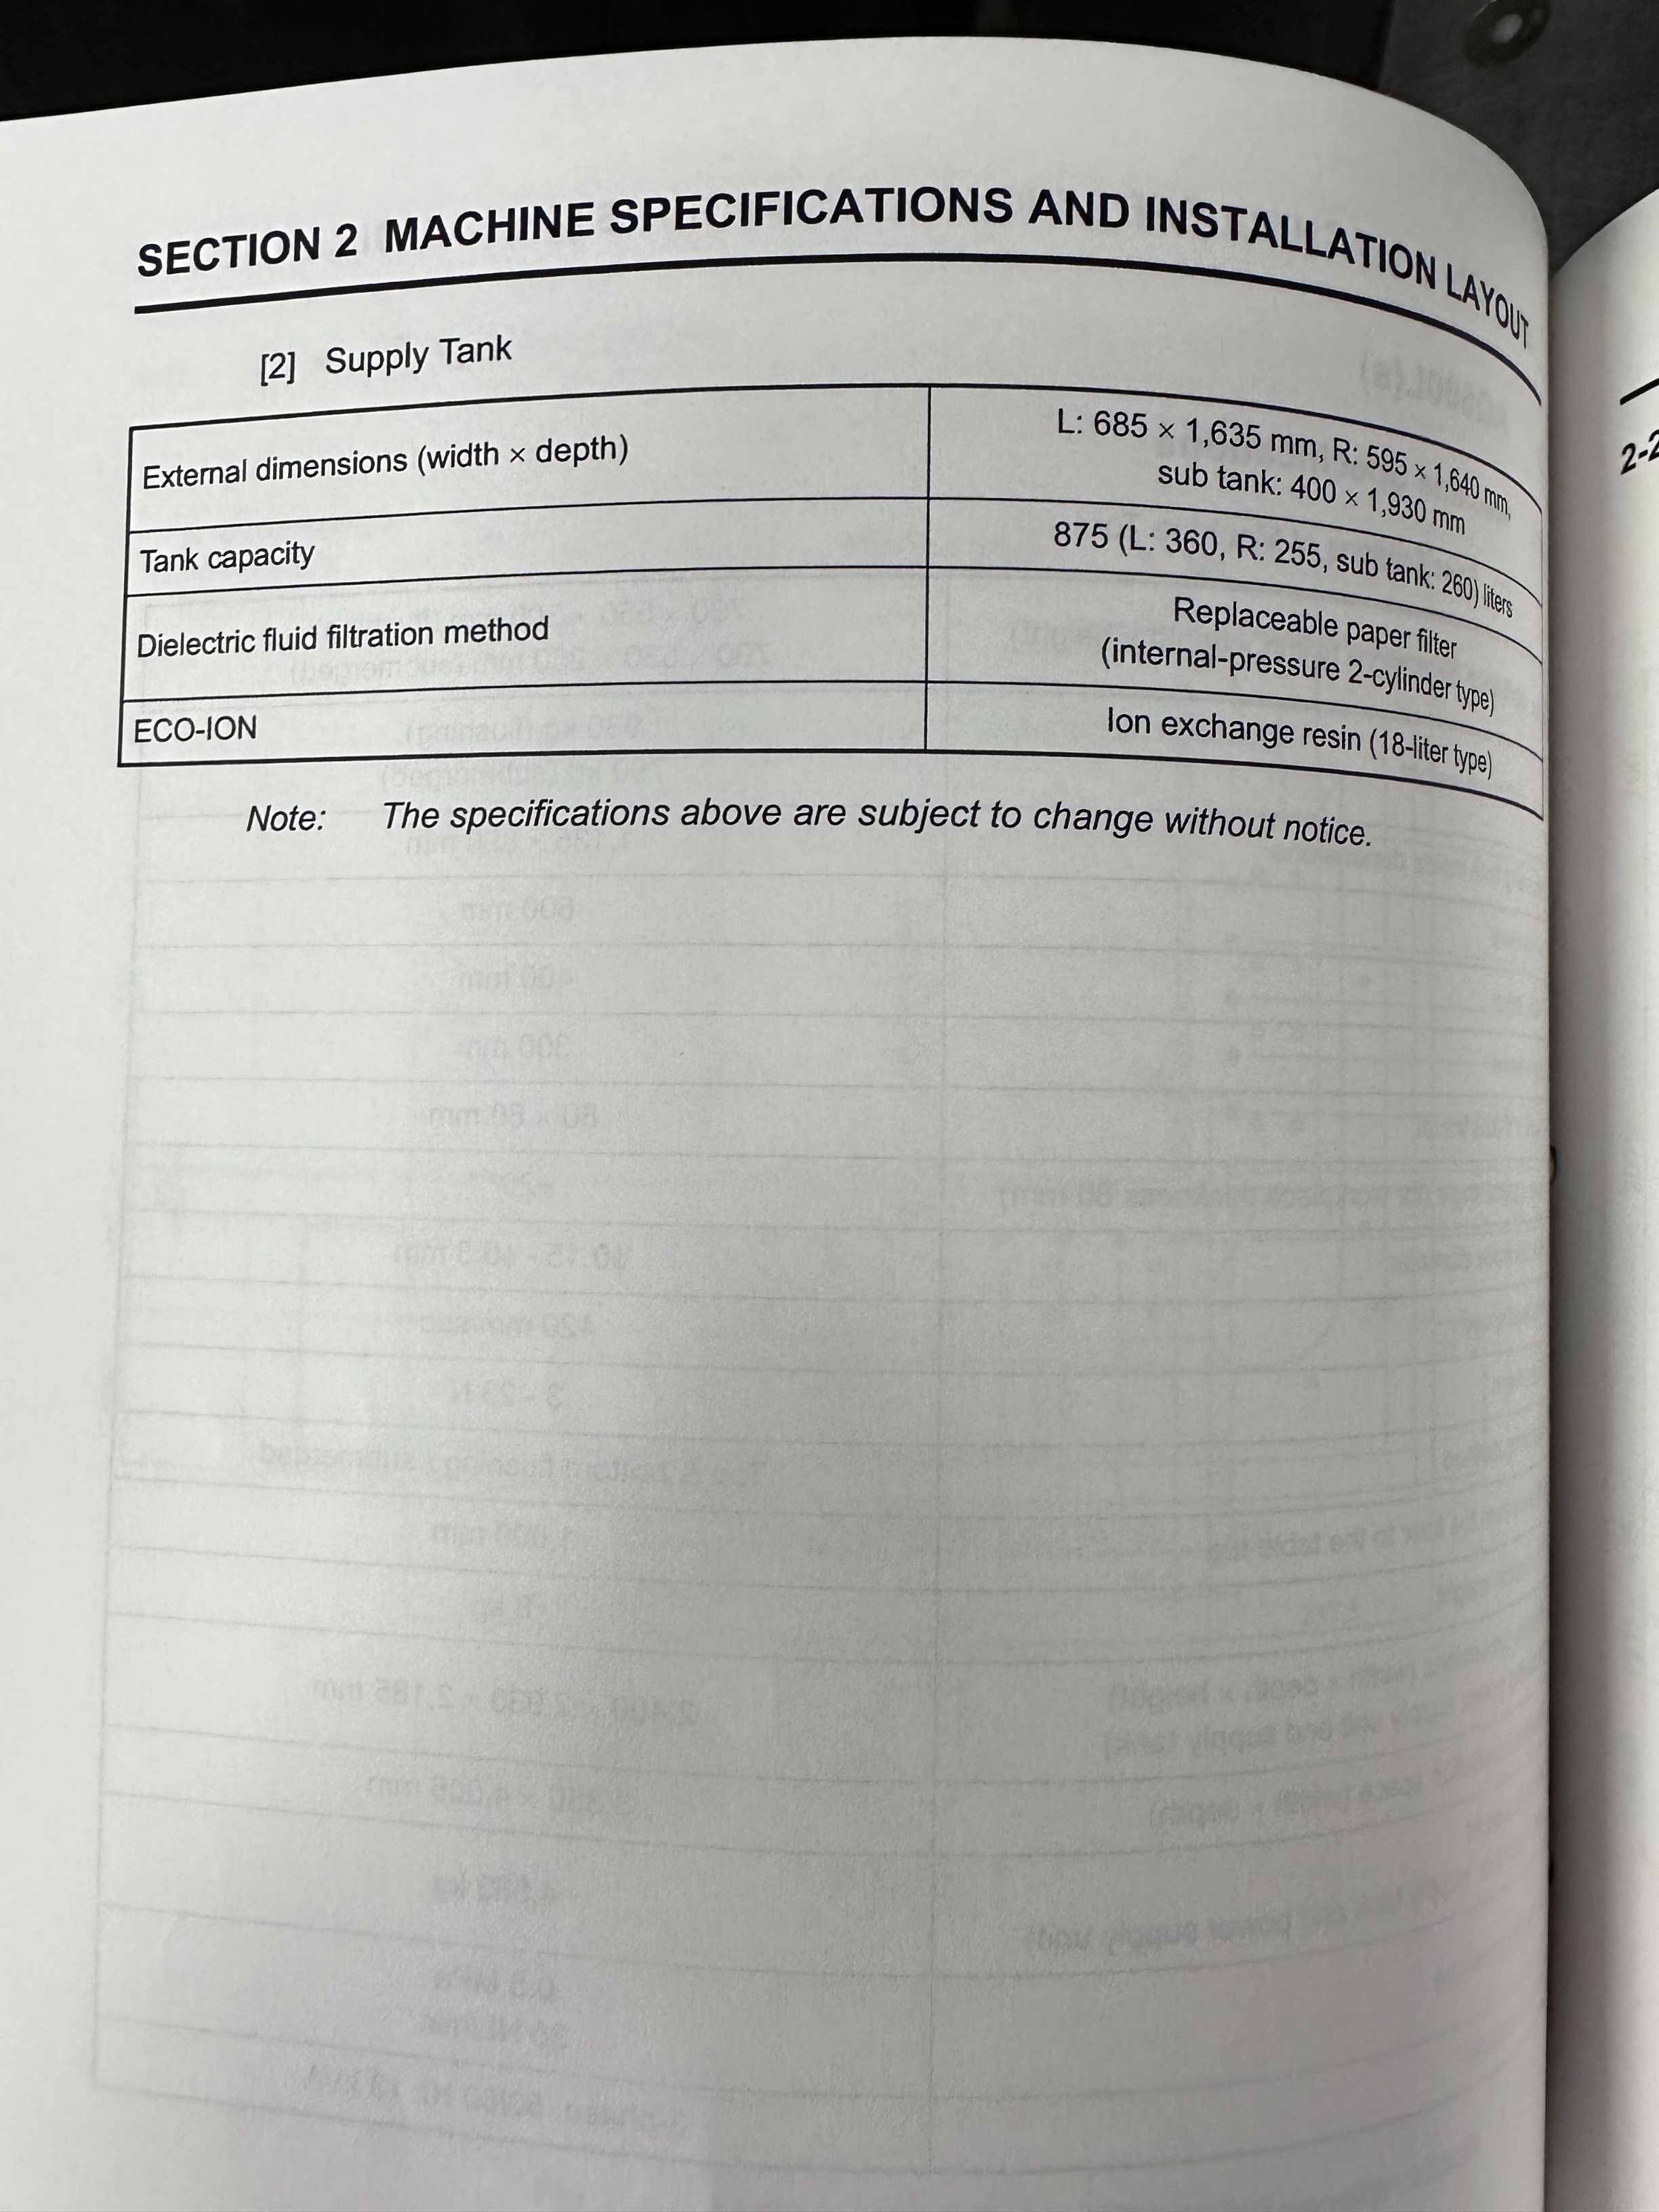 SECTION 2 MACHINE SPECIFICATIONS AND INSTALLATION LAYOUT
[2] Supply Tank
External dimensions (width × depth)
L: 685 × 1,635 mm, R: 595 × 1,640 mm,
sub tank: 400 × 1,930 mm
Tank capacity
875 (L: 360, R: 255, sub tank: 260) liters
Dielectric fluid filtration method
Replaceable paper filter
(internal-pressure 2-cylinder type)
ECO-ION
Ion exchange resin (18-liter type)
Note: The specifications above are subject to change without notice.
2-2